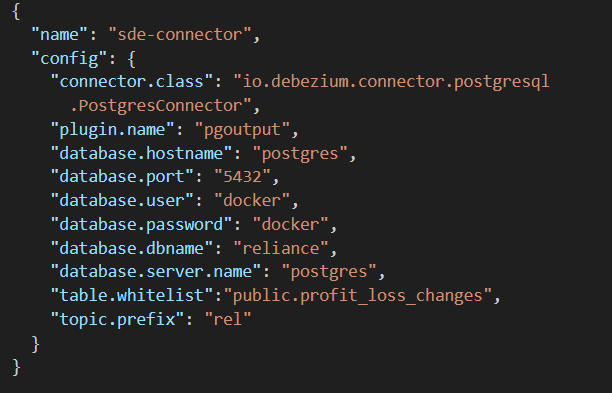 {
"name": "sde-connector",
"config": {
"connector.class": "io.debezium.connector.postgresql
.PostgresConnector",
"plugin.name": "pgoutput",
"database.hostname": "postgres",
"database.port": "5432",
"database.user": "docker",
"database.password": "docker",
"database.dbname": "reliance",
"database.server.name": "postgres",
"table.whitelist":"public.profit_loss_changes",
"topic.prefix": "rel"
}
}